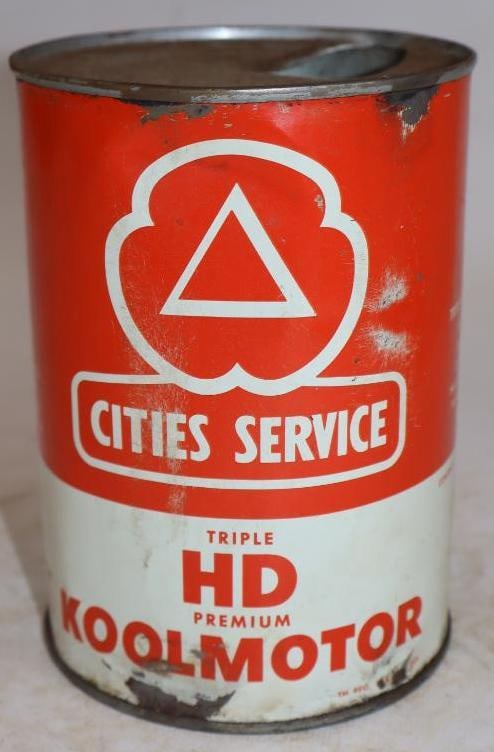 CITIES SERVICE
TRIPLE
HD
PREMIUM
KOOLMOTOR